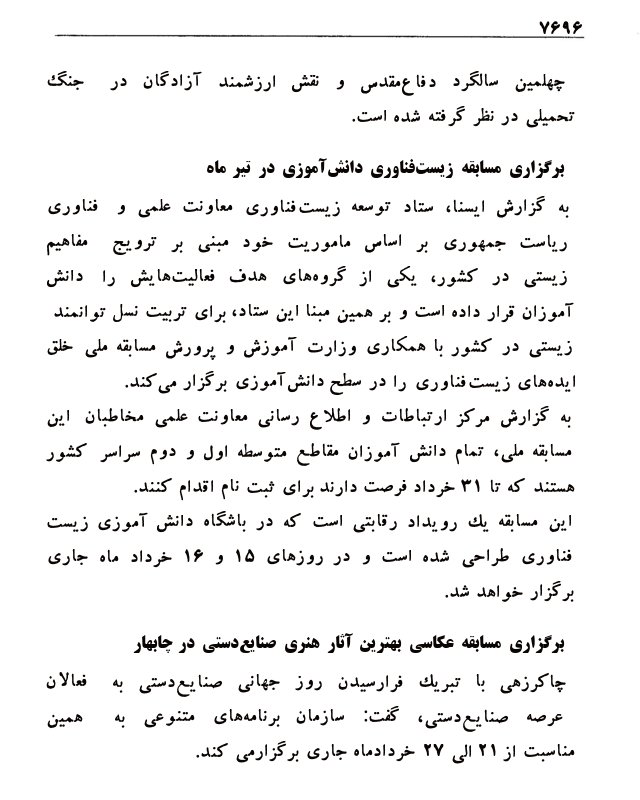 ۷۶۹۶
چهلمین سالگرد دفاع‌مقدس و نقش ارزشمند آزادگان در جنگ
تحمیلی در نظر گرفته شده است.
برگزاری مسابقه زیست‌فناوری دانش‌آموزی در تیر ماه
به گزارش ایسنا، ستاد توسعه زیست‌فناوری معاونت علمی و فناوری
ریاست جمهوری بر اساس ماموریت خود مبنی بر ترویج مفاهیم
زیستی در کشور، یکی از گروه‌های هدف فعالیت‌هایش را دانش
آموزان قرار داده است و بر همین مبنا این ستاد، برای تربیت نسل توانمند
زیستی در کشور با همکاری وزارت آموزش و پرورش مسابقه ملی خلق
ایده‌های زیست‌فناوری را در سطح دانش‌آموزی برگزار می‌کند.
به گزارش مرکز ارتباطات و اطلاع رسانی معاونت علمی مخاطبان این
مسابقه ملی، تمام دانش آموزان مقاطع متوسطه اول و دوم سراسر کشور
هستند که تا ۳۱ خرداد فرصت دارند برای ثبت نام اقدام کنند.
این مسابقه یك رویداد رقابتی است که در باشگاه دانش آموزی زیست
فناوری طراحی شده است و در روزهای ۱۵ و ۱۶ خرداد ماه جاری
برگزار خواهد شد.
برگزاری مسابقه عکاسی بهترین آثار هنری صنایع‌دستی در چابهار
چاکرزهی با تبریك فرارسیدن روز جهانی صنایع‌دستی به فعالان
عرصه صنایع‌دستی، گفت: سازمان برنامه‌های متنوعی به همین
مناسبت از ۲۱ الی ۲۷ خردادماه جاری برگزارمی کند.